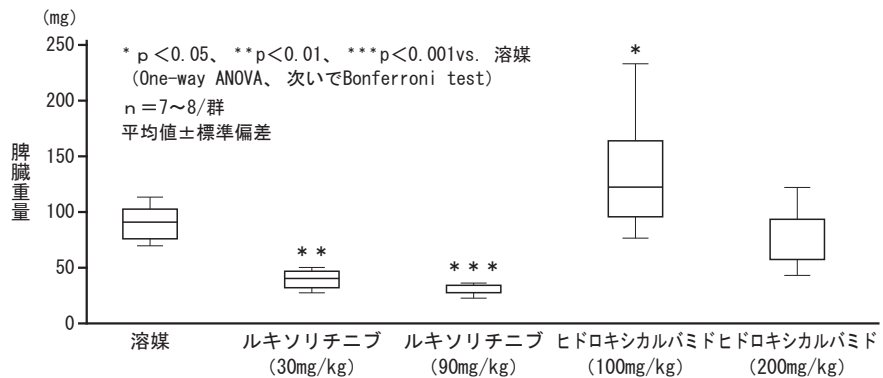 (mg)
250
200
150
100
50
0
脾臓重量
* p<0.05、 **p<0.01、 ***p<0.001vs. 溶媒
(One-way ANOVA、 次いでBonferroni test)
n=7〜8/群
平均値±標準偏差
**
***
*
溶媒
ルキソリチニブ
(30mg/kg)
ルキソリチニブ
(90mg/kg)
ヒドロキシカルバミド
(100mg/kg)
ヒドロキシカルバミド
(200mg/kg)